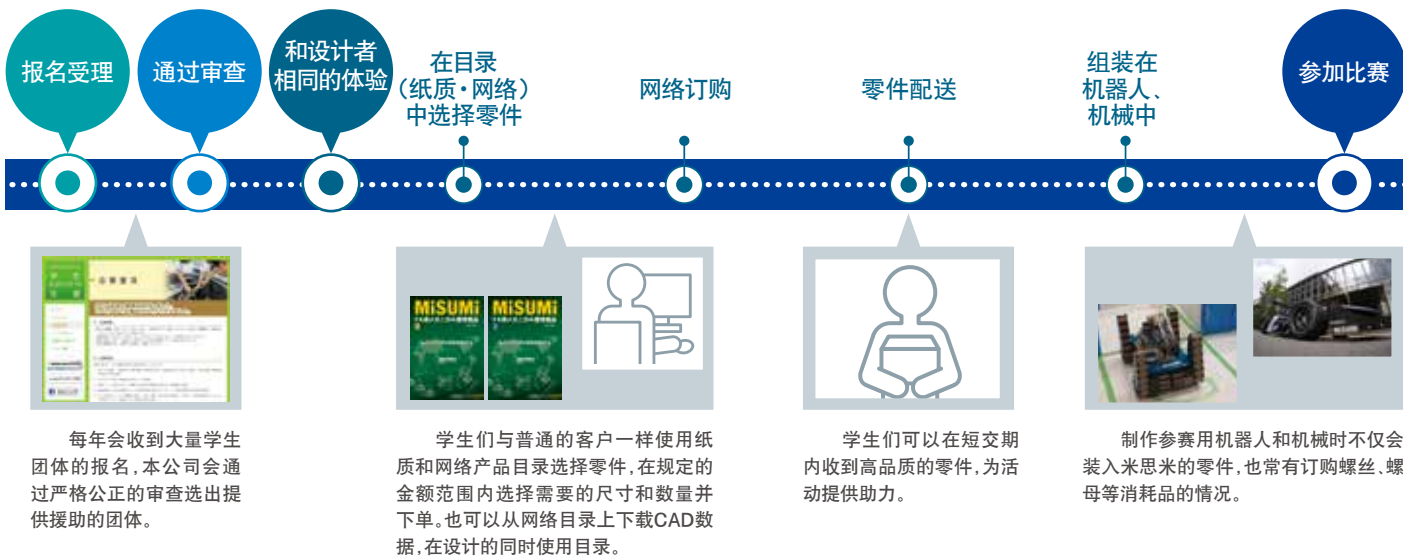 报名受理
通过审查
和设计者
相同的体验
在目录
（纸质·网络）
中选择零件
网络订购
零件配送
组装在
机器人、
机械中
参加比赛
MiSUMi
MiSUMi
每年会收到大量学生
团体的报名,本公司会通
过严格公正的审查选出提
供援助的团体。
学生们与普通的客户一样使用纸
质和网络产品目录选择零件,在规定的
金额范围内选择需要的尺寸和数量并
下单。也可以从网络目录上下载CAD数
据,在设计的同时使用目录。
学生们可以在短交期
内收到高品质的零件,为活
动提供助力。
制作参赛用机器人和机械时不仅会
装入米思米的零件,也常有订购螺丝、螺
母等消耗品的情况。